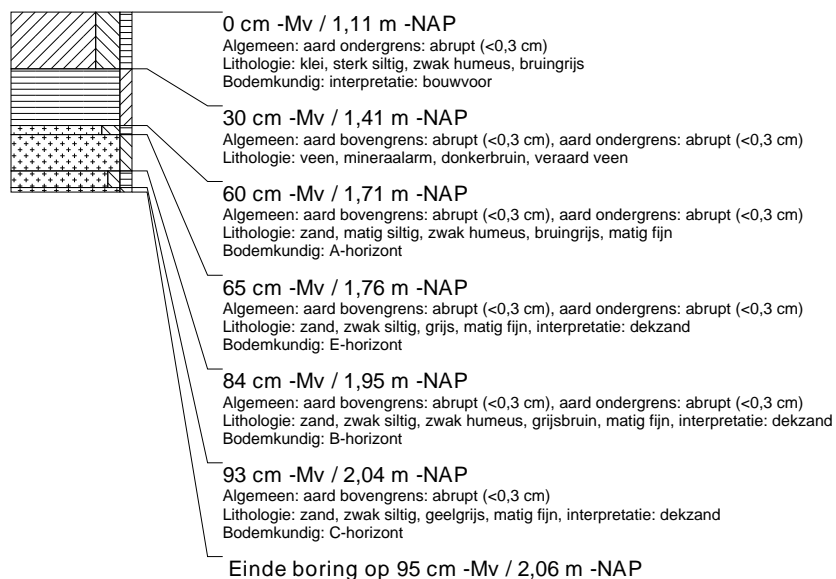 0 cm -Mv / 1,11 m -NAP
Algemeen: aard ondergrens: abrupt (<0,3 cm)
Lithologie: klei, sterk siltig, zwak humeus, bruingrijs
Bodemkundig: interpretatie: bouwvoor
30 cm -Mv / 1,41 m -NAP
Algemeen: aard bovengrens: abrupt (<0,3 cm), aard ondergrens: abrupt (<0,3 cm)
Lithologie: veen, mineraalarm, donkerbruin, veraard veen
60 cm -Mv / 1,71 m -NAP
Algemeen: aard bovengrens: abrupt (<0,3 cm), aard ondergrens: abrupt (<0,3 cm)
Lithologie: zand, matig siltig, zwak humeus, bruingrijs, matig fijn
Bodemkundig: A-horizont
65 cm -Mv / 1,76 m -NAP
Algemeen: aard bovengrens: abrupt (<0,3 cm), aard ondergrens: abrupt (<0,3 cm)
Lithologie: zand, zwak siltig, grijs, matig fijn, interpretatie: dekzand
Bodemkundig: E-horizont
84 cm -Mv / 1,95 m -NAP
Algemeen: aard bovengrens: abrupt (<0,3 cm), aard ondergrens: abrupt (<0,3 cm)
Lithologie: zand, zwak siltig, zwak humeus, grijsbruin, matig fijn, interpretatie: dekzand
Bodemkundig: B-horizont
93 cm -Mv / 2,04 m -NAP
Algemeen: aard bovengrens: abrupt (<0,3 cm)
Lithologie: zand, zwak siltig, geelgrijs, matig fijn, interpretatie: dekzand
Bodemkundig: C-horizont
Einde boring op 95 cm -Mv / 2,06 m -NAP